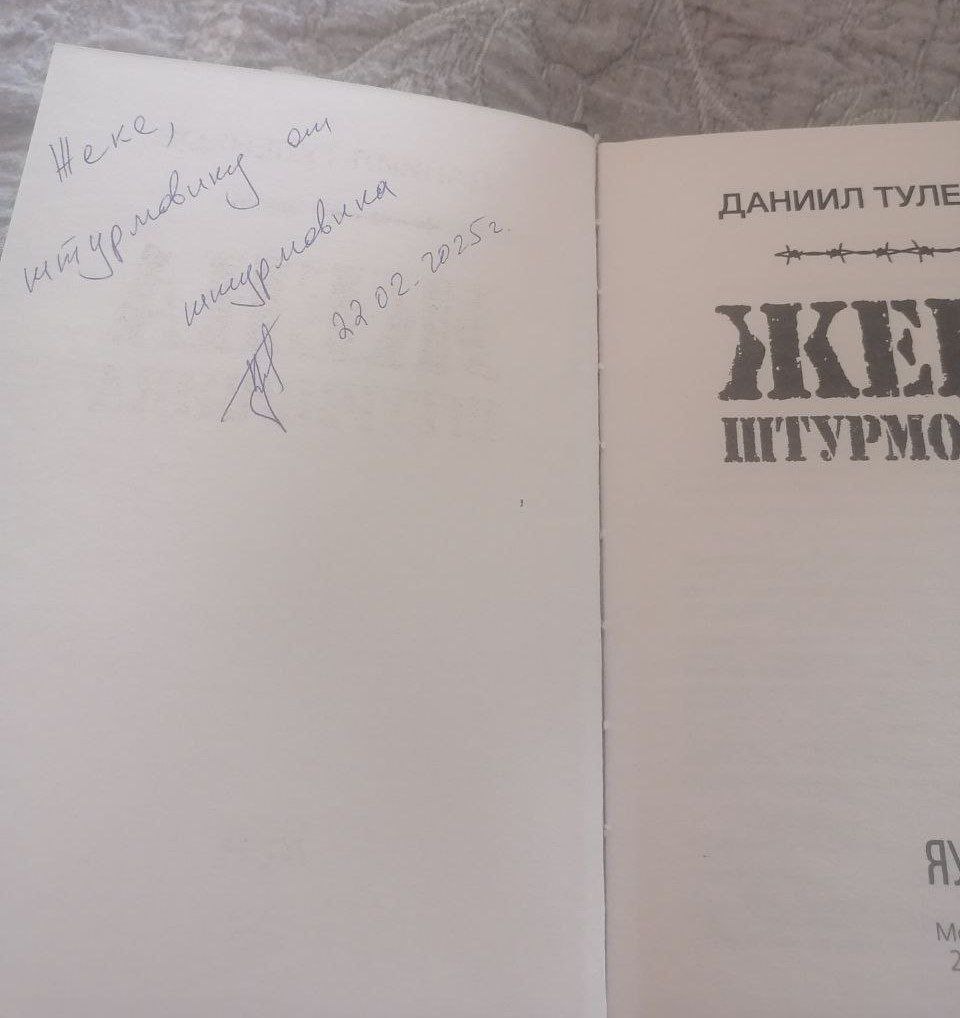 Жеке,
штурмовику от
штурмовика
22 02. 2025г.
ДАНИИЛ ТУЛЕ
ЖЕ
ШТУРМО